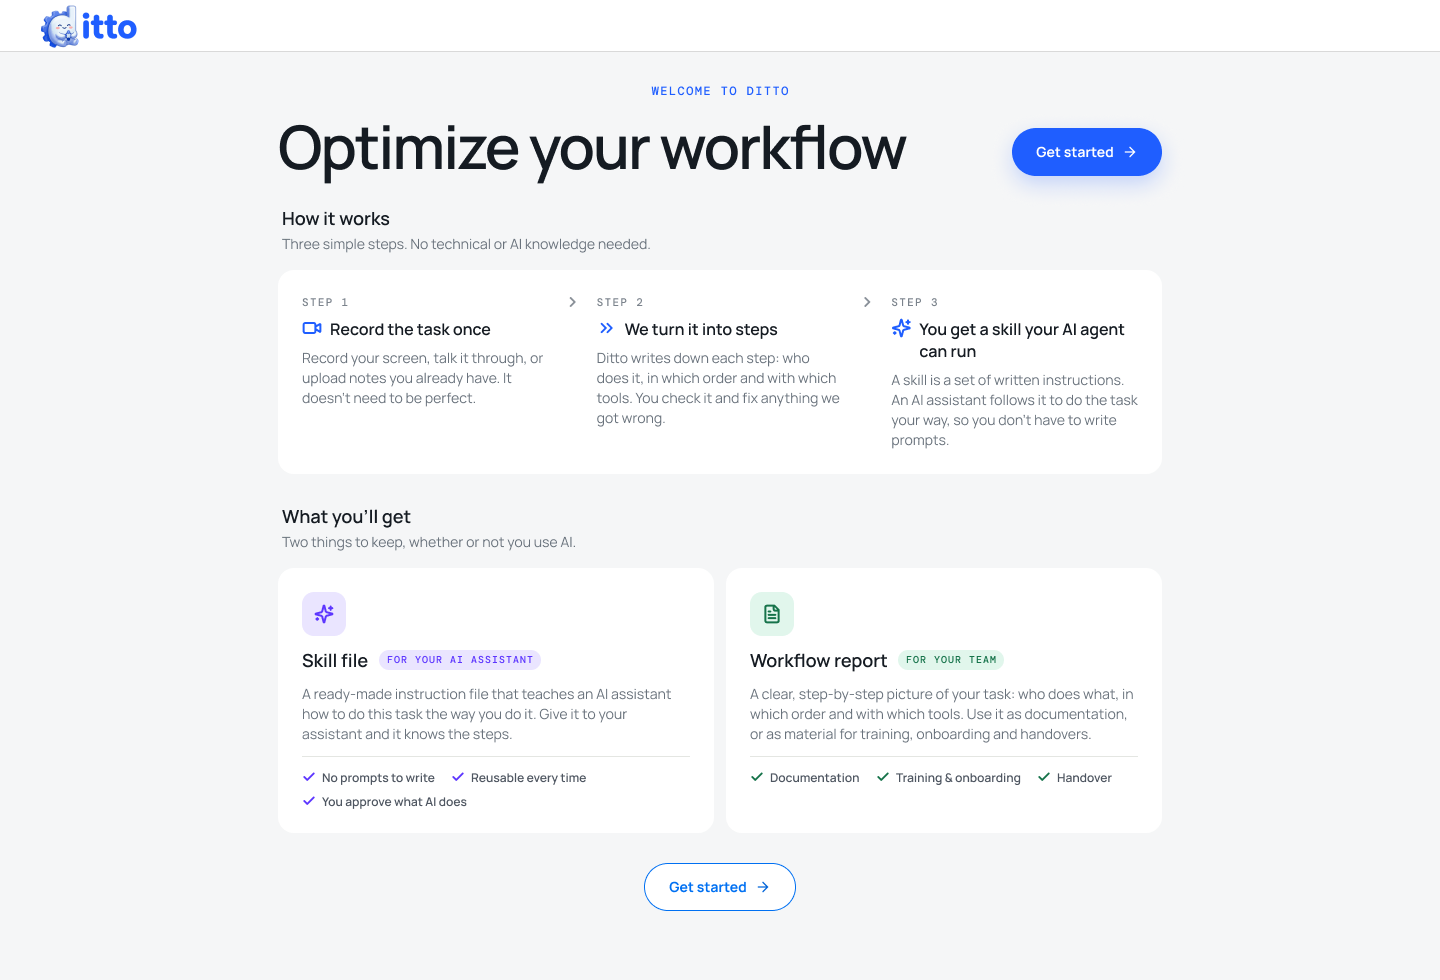 ditto
WELCOME TO DITTO
Optimize your workflow
Get started
How it works
Three simple steps. No technical or AI knowledge needed.
STEP 1
Record the task once
Record your screen, talk it through, or
upload notes you already have. It
doesn't need to be perfect.
STEP 2
We turn it into steps
Ditto writes down each step: who
does it, in which order and with which
tools. You check it and fix anything we
got wrong.
STEP 3
You get a skill your AI agent
can run
A skill is a set of written instructions.
An AI assistant follows it to do the task
your way, so you don't have to write
prompts.
What you'll get
Two things to keep, whether or not you use AI.
Skill file FOR YOUR AI ASSISTANT
A ready-made instruction file that teaches an AI assistant
how to do this task the way you do it. Give it to your
assistant and it knows the steps.
No prompts to write Reusable every time
You approve what AI does
Workflow report FOR YOUR TEAM
A clear, step-by-step picture of your task: who does what, in
which order and with which tools. Use it as documentation,
or as material for training, onboarding and handovers.
Documentation Training & onboarding Handover
Get started